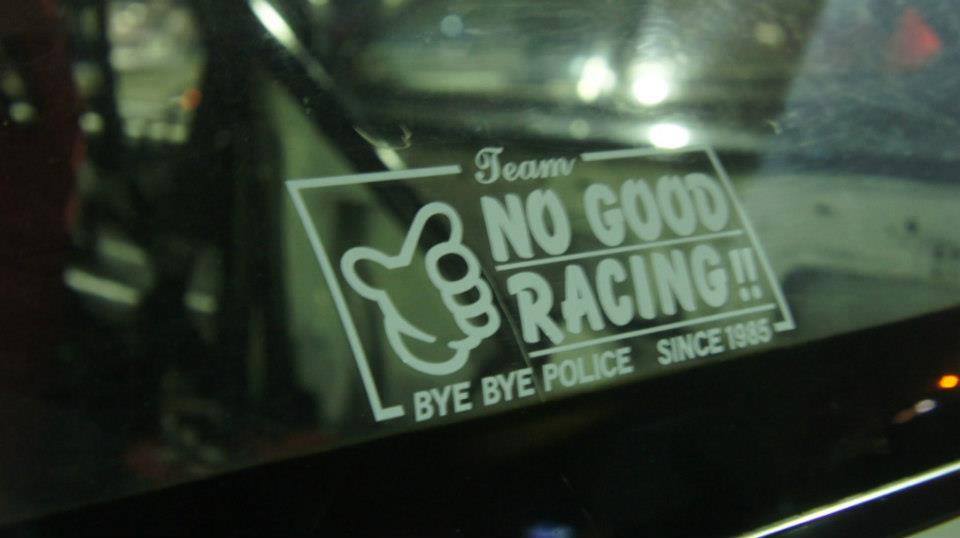 Team
NO GOOD
RACING!!
BYE BYE POLICE SINCE 1985